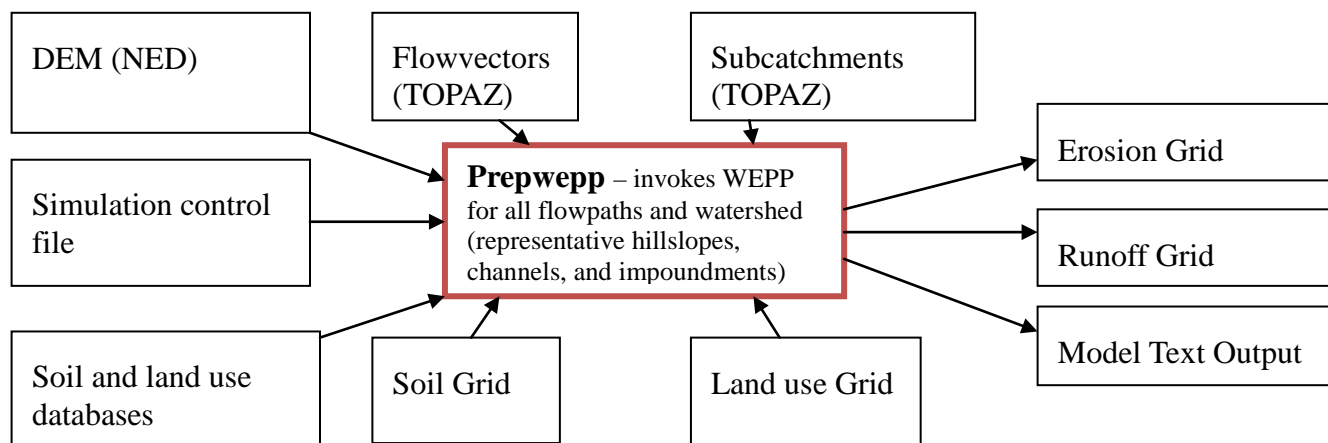 DEM (NED)
Flowvectors
(TOPAZ)
Subcatchments
(TOPAZ)
Simulation control
file
Prepwepp – invokes WEPP
for all flowpaths and watershed
(representative hillslopes,
channels, and impoundments)
Erosion Grid
Runoff Grid
Model Text Output
Soil and land use
databases
Soil Grid
Land use Grid